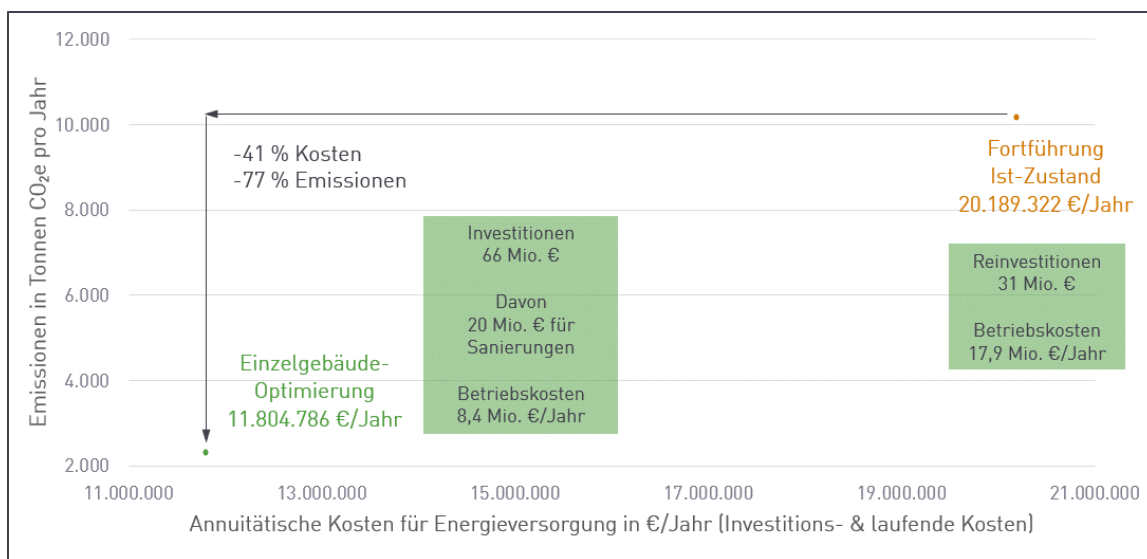 Emissionen in Tonnen CO₂e pro Jahr
12.000
10.000
8.000
6.000
4.000
2.000
-41 % Kosten
-77 % Emissionen
Fortführung
Ist-Zustand
20.189.322 €/Jahr
Investitionen
66 Mio. €
Davon
20 Mio. € für
Sanierungen
Betriebskosten
8,4 Mio. €/Jahr
Reinvestitionen
31 Mio. €
Betriebskosten
17,9 Mio. €/Jahr
Einzelgebäude-
Optimierung
11.804.786 €/Jahr
11.000.000
13.000.000
15.000.000
17.000.000
19.000.000
21.000.000
Annuitätische Kosten für Energieversorgung in €/Jahr (Investitions- & laufende Kosten)